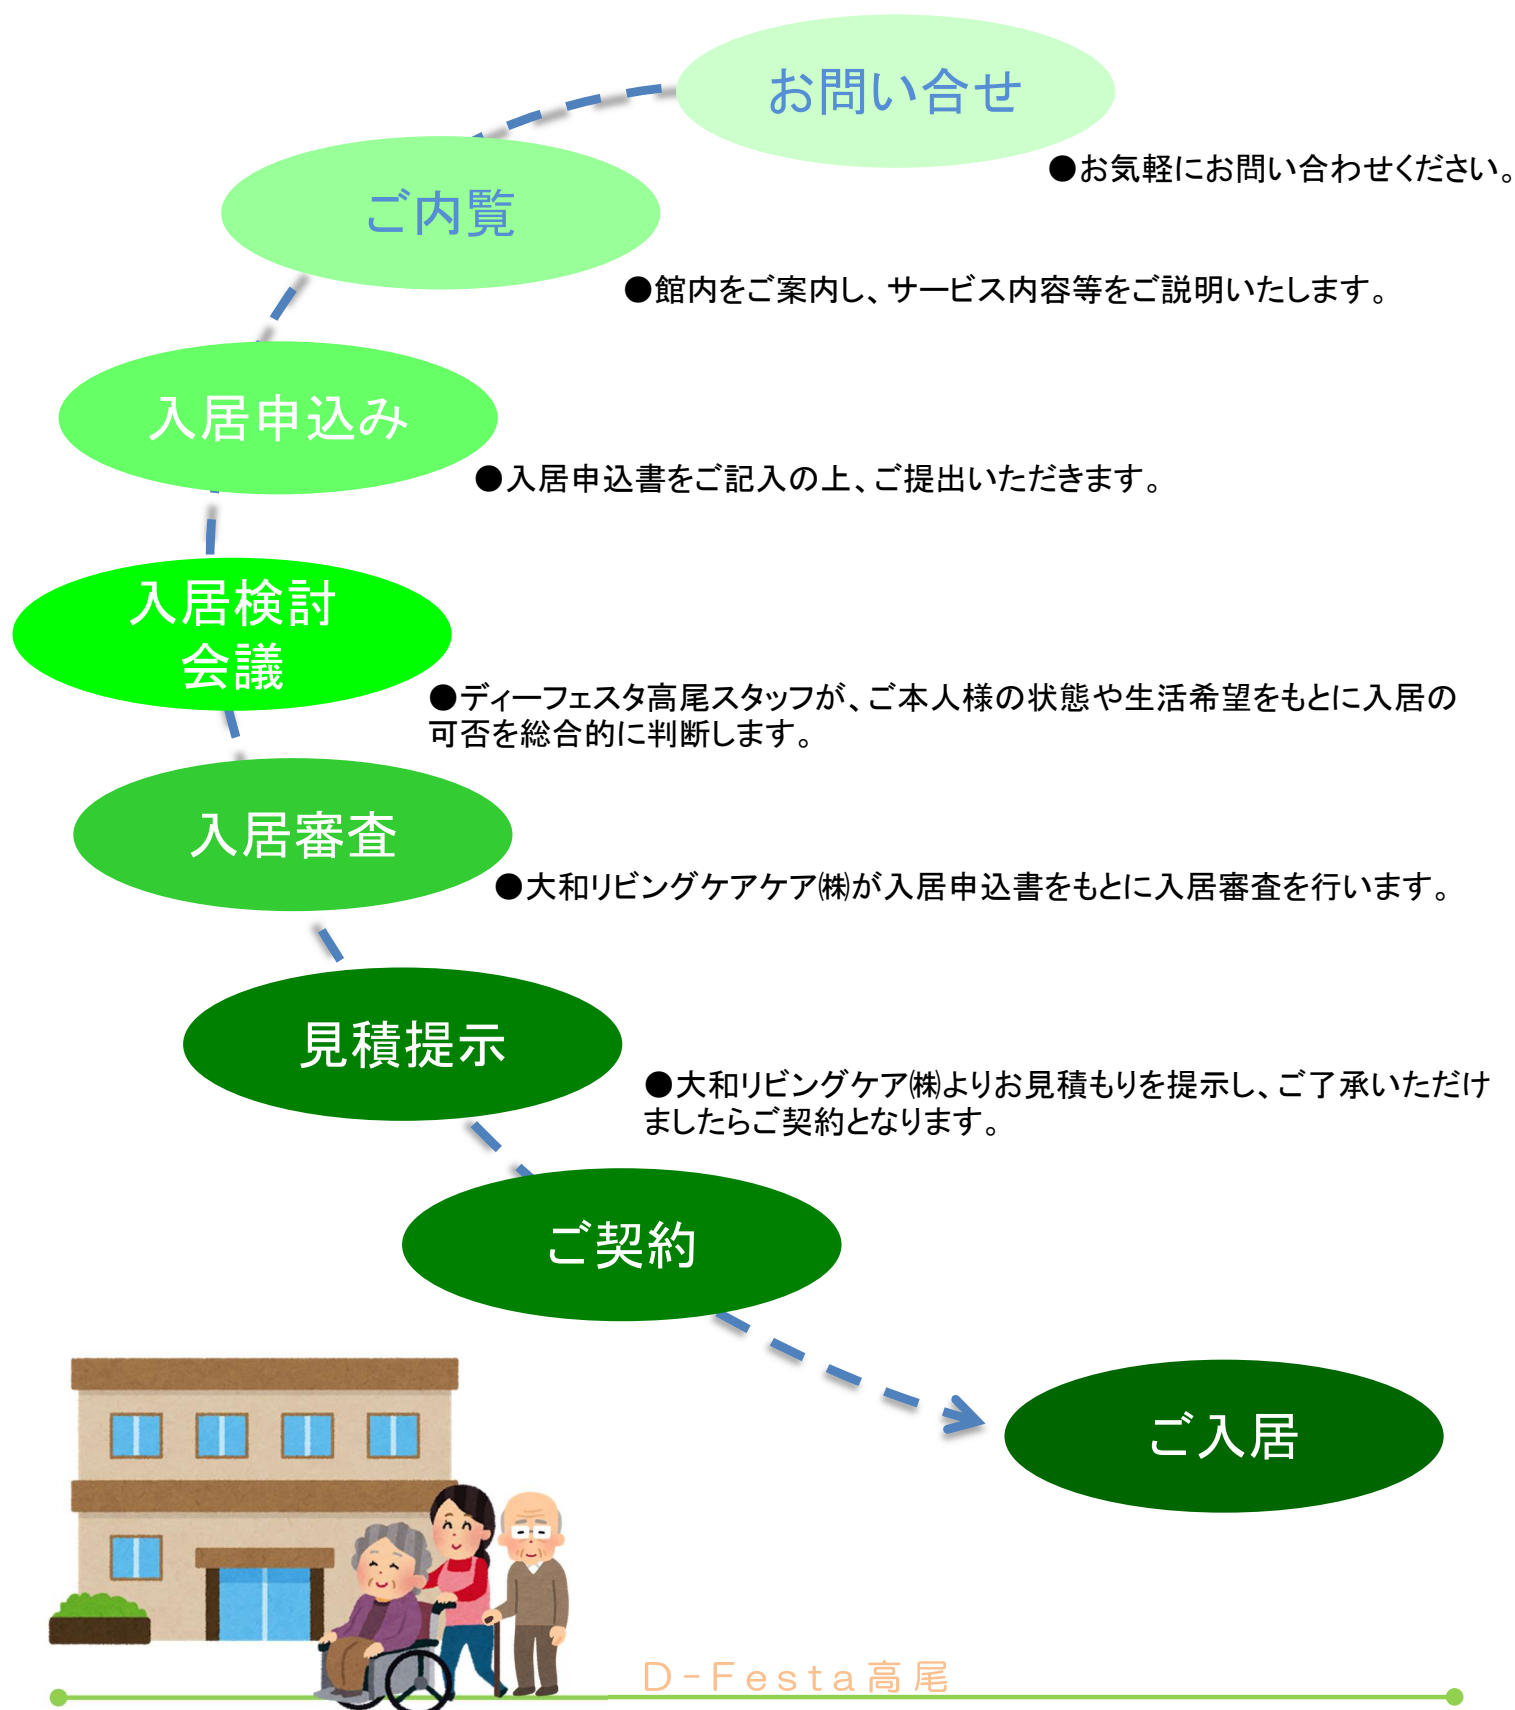 お問い合せ
●お気軽にお問い合わせください。
ご内覧
●館内をご案内し、サービス内容等をご説明いたします。
入居申込み
●入居申込書をご記入の上、ご提出いただきます。
入居検討
会議
●ディーフェスタ高尾スタッフが、ご本人様の状態や生活希望をもとに入居の
可否を総合的に判断します。
入居審査
●大和リビングケアケア㈱が入居申込書をもとに入居審査を行います。
見積提示
●大和リビングケア㈱よりお見積もりを提示し、ご了承いただけ
ましたらご契約となります。
ご契約
ご入居
Ｄ－Ｆｅｓｔａ高尾